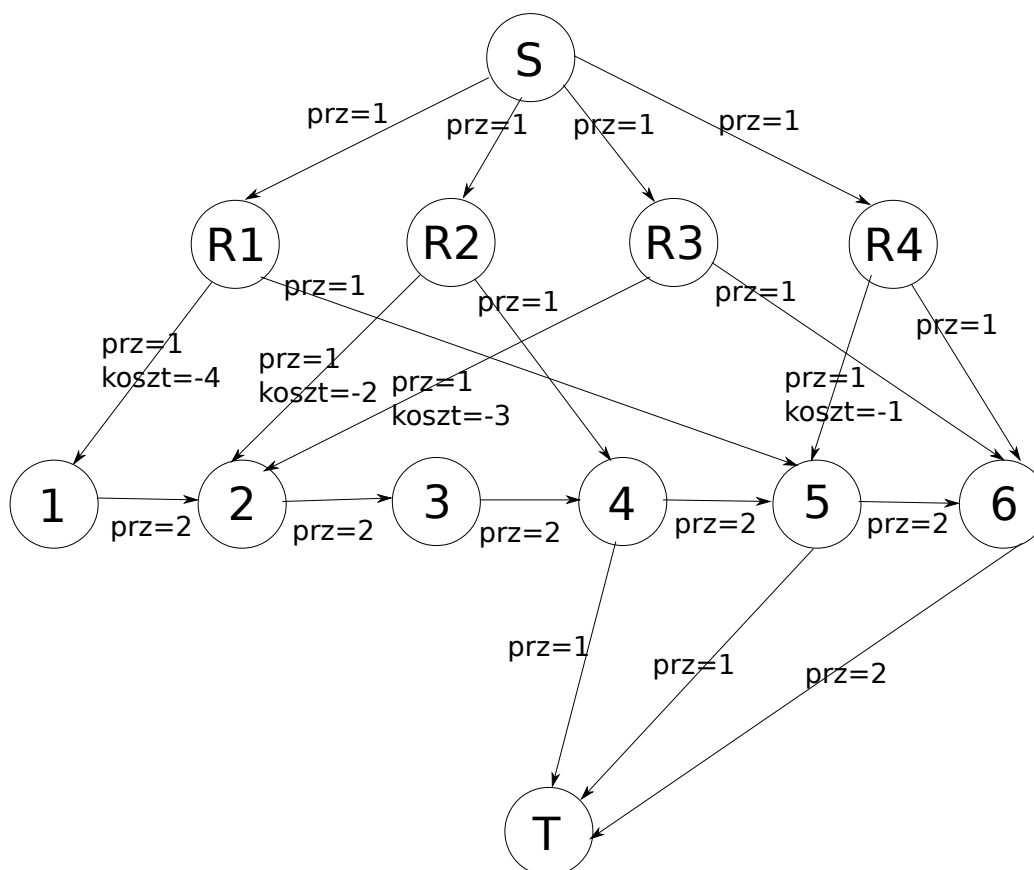 S
prz=1
prz=1
prz=1
prz=1
R1
R2
R3
R4
prz=1
prz=1
prz=1
prz=1
prz=1
koszt=-4
prz=1
koszt=-2
prz=1
koszt=-3
prz=1
koszt=-1
1
2
3
4
5
6
prz=2
prz=2
prz=2
prz=2
prz=2
prz=1
prz=1
prz=2
T